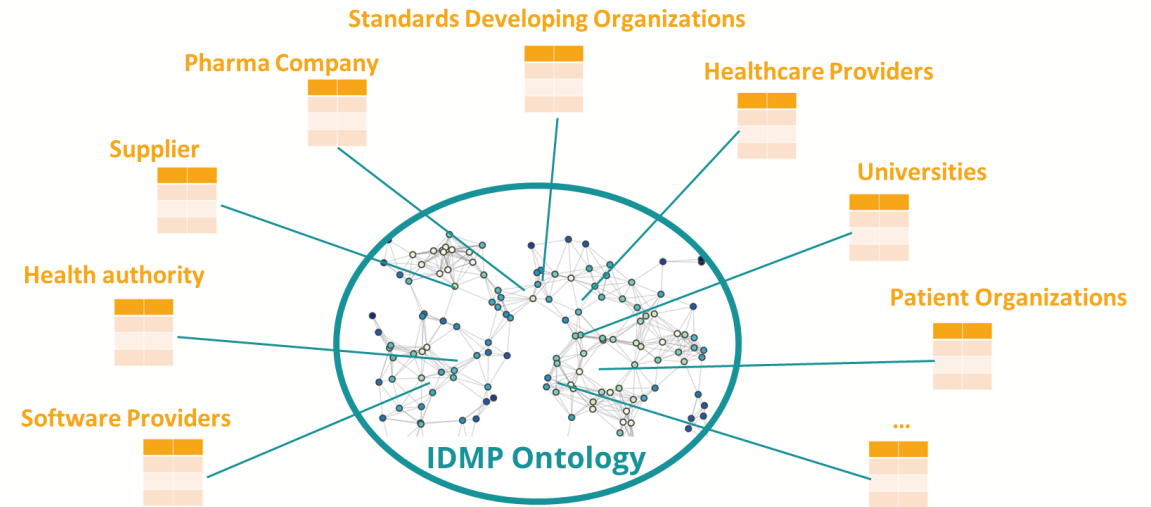 Standards Developing Organizations
Pharma Company
Healthcare Providers
Supplier
Universities
Health authority
Patient Organizations
Software Providers
...
IDMP Ontology